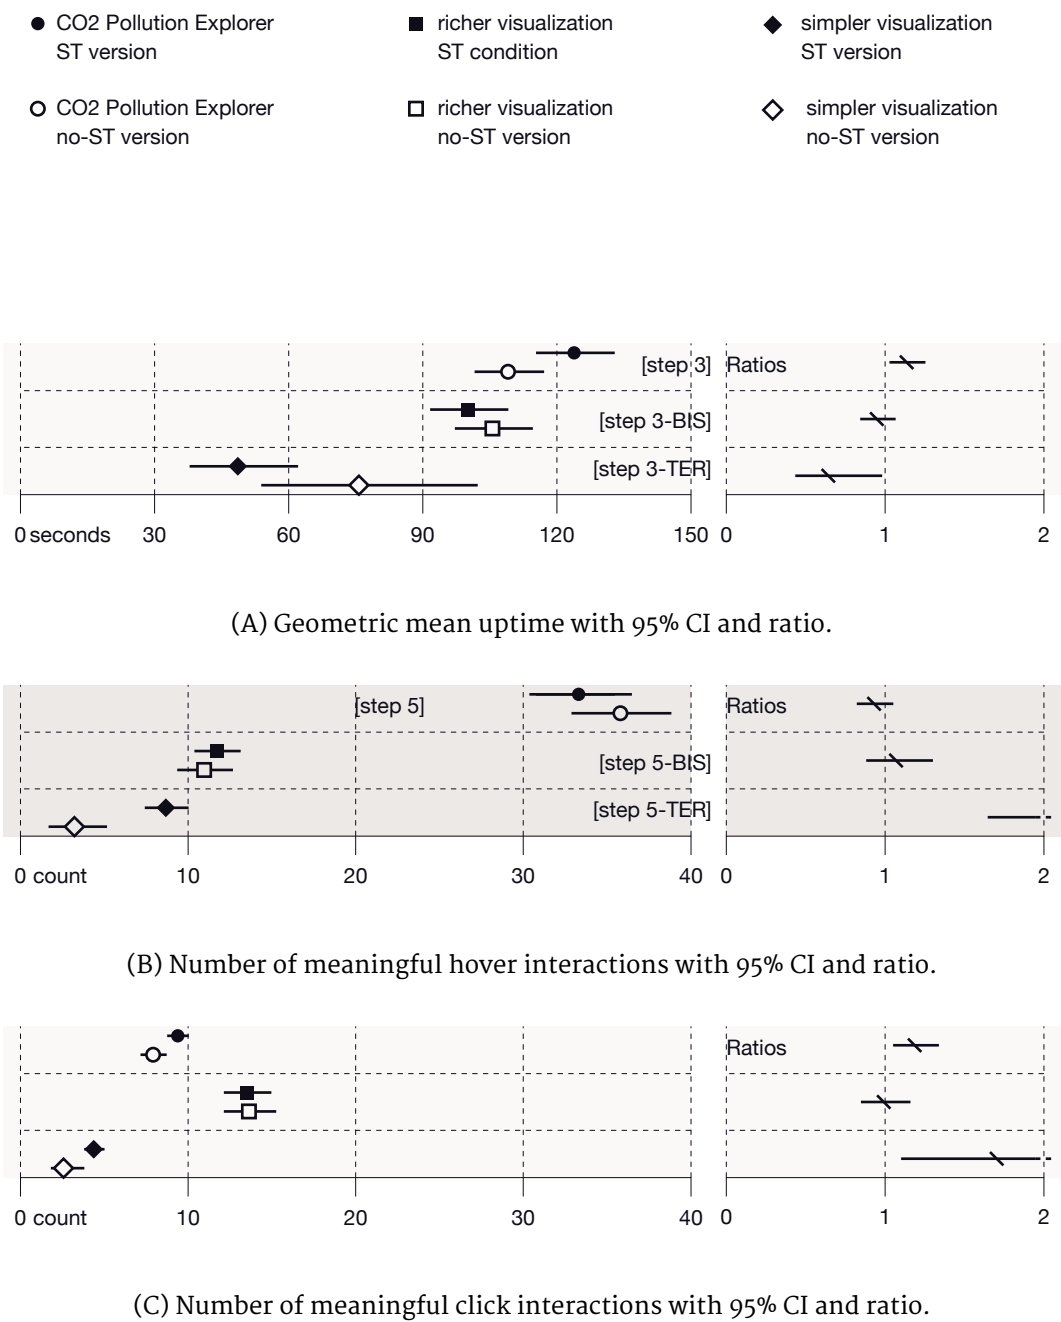 CO2 Pollution Explorer
ST version
richer visualization
ST condition
simpler visualization
ST version
CO2 Pollution Explorer
no-ST version
richer visualization
no-ST version
simpler visualization
no-ST version
[step 3] Ratios
[step 3-BIS]
[step 3-TER]
0 seconds 30 60 90 120 150 0 1 2
(A) Geometric mean uptime with 95% CI and ratio.
[step 5] Ratios
[step 5-BIS]
[step 5-TER]
0 count 10 20 30 40 0 1 2
(B) Number of meaningful hover interactions with 95% CI and ratio.
Ratios
0 count 10 20 30 40 0 1 2
(C) Number of meaningful click interactions with 95% CI and ratio.